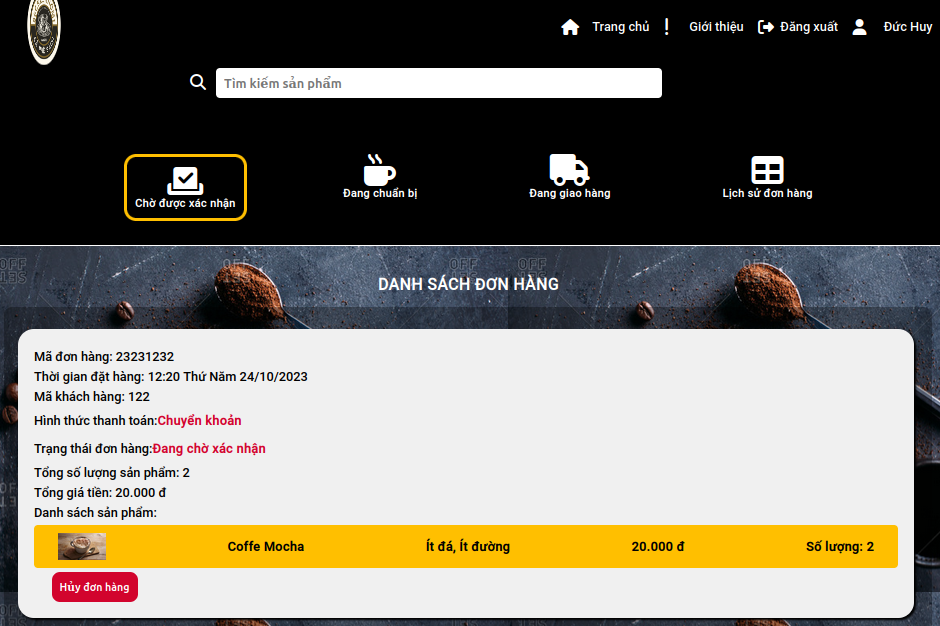 Trang chủ
Giới thiệu
Đăng xuất
Đức Huy
Tìm kiếm sản phẩm
Chờ được xác nhận
Đang chuẩn bị
Đang giao hàng
Lịch sử đơn hàng
DANH SÁCH ĐƠN HÀNG
Mã đơn hàng: 23231232
Thời gian đặt hàng: 12:20 Thứ Năm 24/10/2023
Mã khách hàng: 122
Hình thức thanh toán:Chuyển khoản
Trạng thái đơn hàng:Đang chờ xác nhận
Tổng số lượng sản phẩm: 2
Tổng giá tiền: 20.000 đ
Danh sách sản phẩm:
Coffe Mocha Ít đá, Ít đường 20.000 đ Số lượng: 2
Hủy đơn hàng